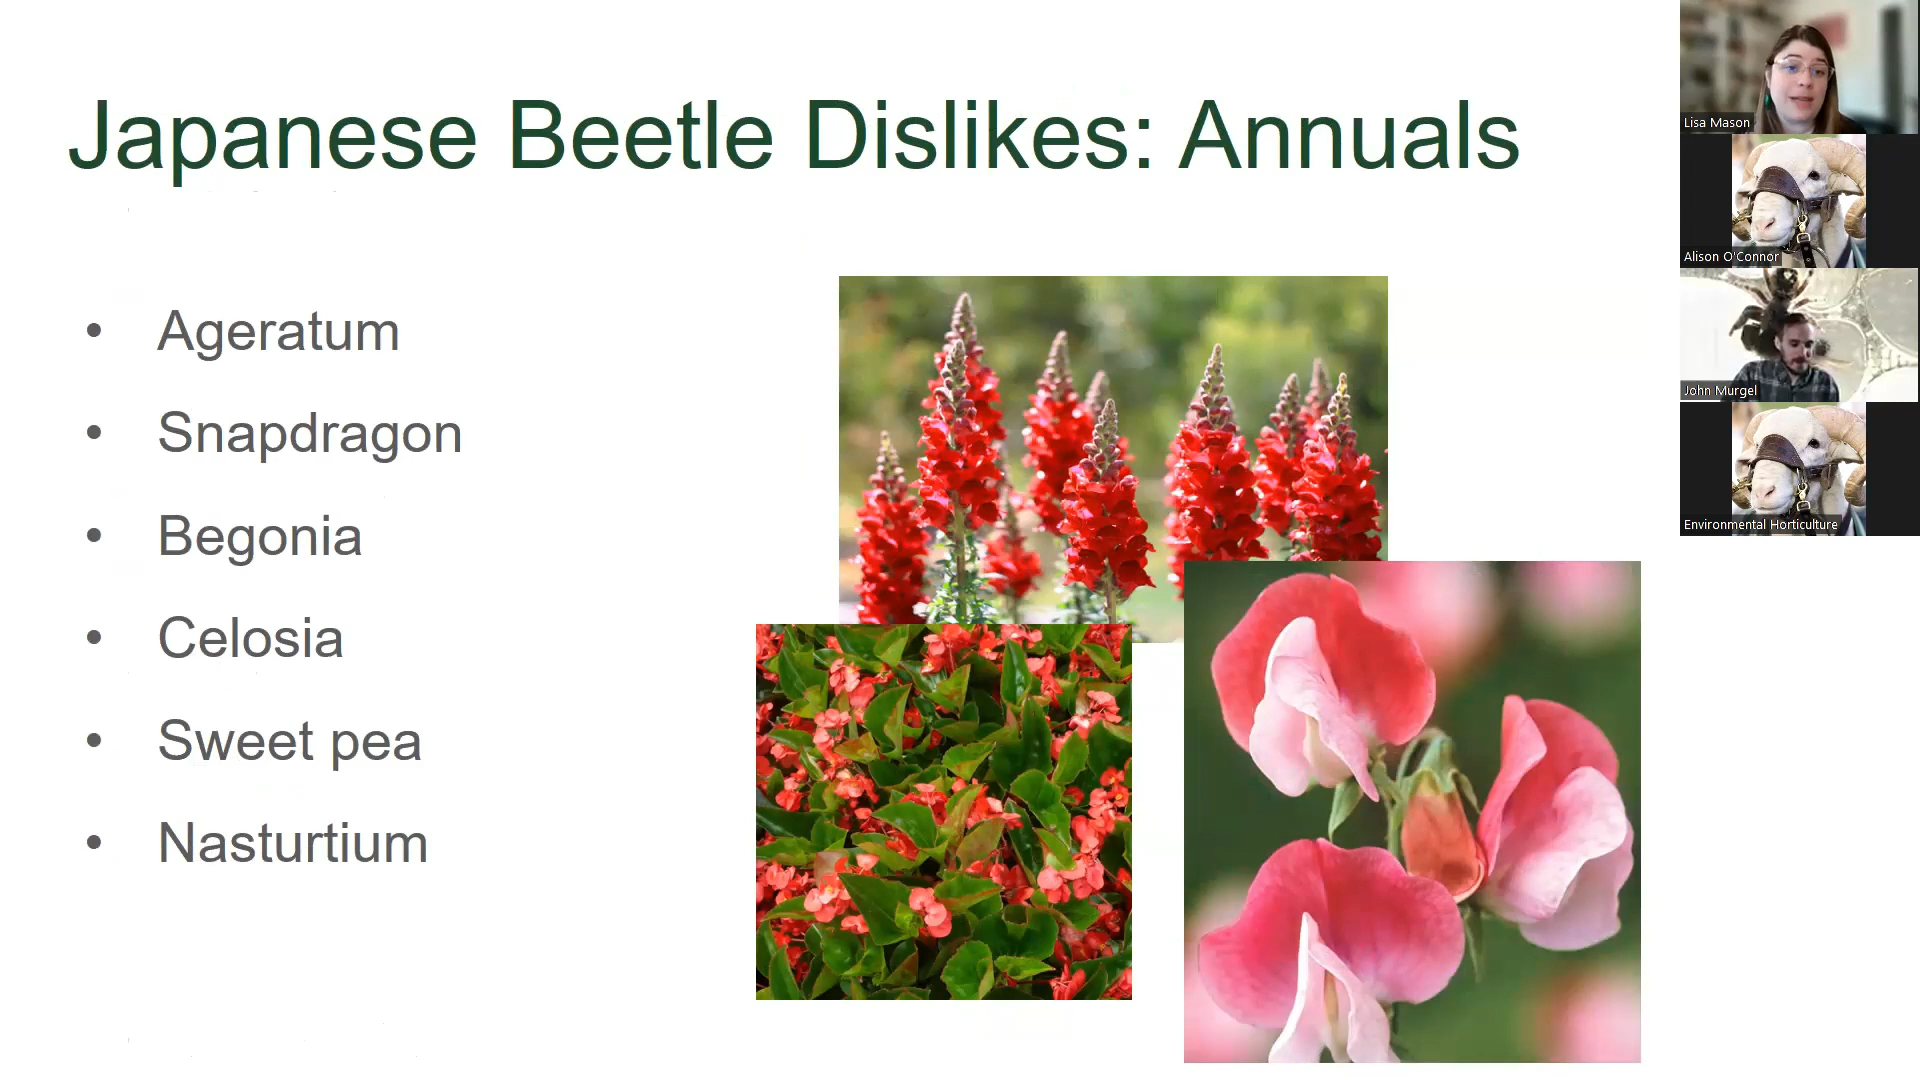 Japanese Beetle Dislikes: Annuals
• Ageratum
• Snapdragon
• Begonia
• Celosia
• Sweet pea
• Nasturtium
Lisa Mason
Alison O'Connor
John Murgel
Environmental Horticulture